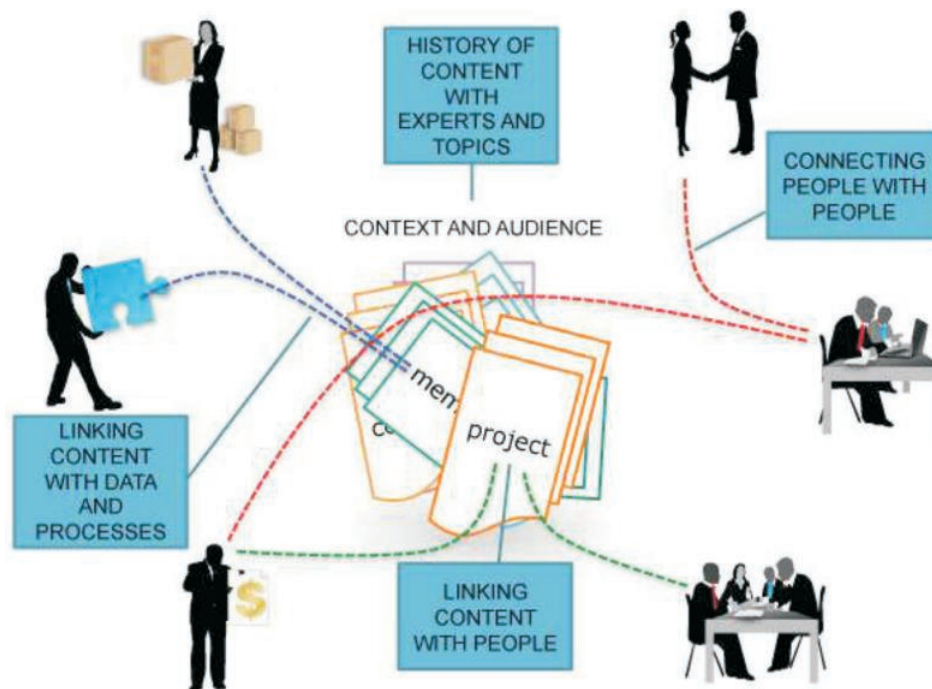 HISTORY OF
CONTENT
WITH
EXPERTS AND
TOPICS
CONNECTING
PEOPLE WITH
PEOPLE
CONTEXT AND AUDIENCE
mem
project
LINKING
CONTENT
WITH DATA
AND
PROCESSES
$
LINKING
CONTENT
WITH PEOPLE